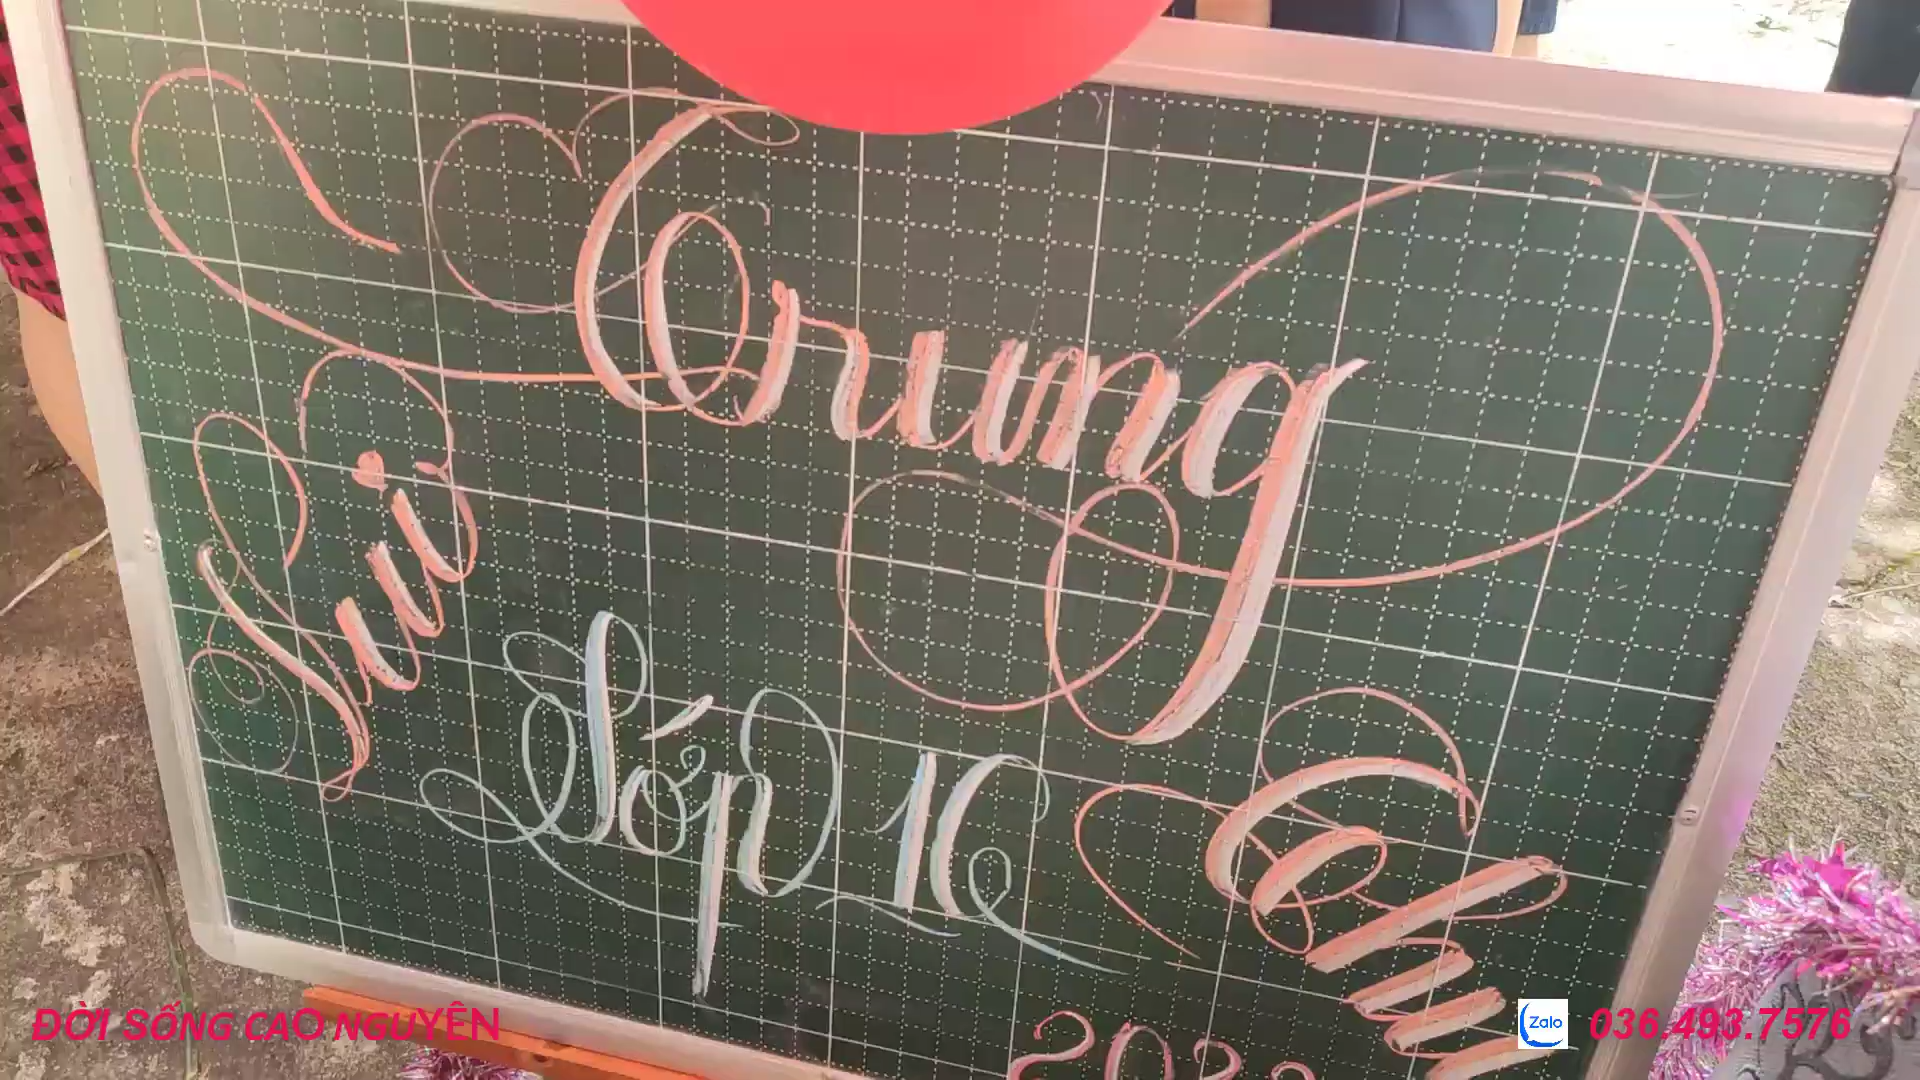 Vui
Trung
Lớp 1C
ĐỜI SỐNG CAO NGUYÊN
Zalo
036.493.7576